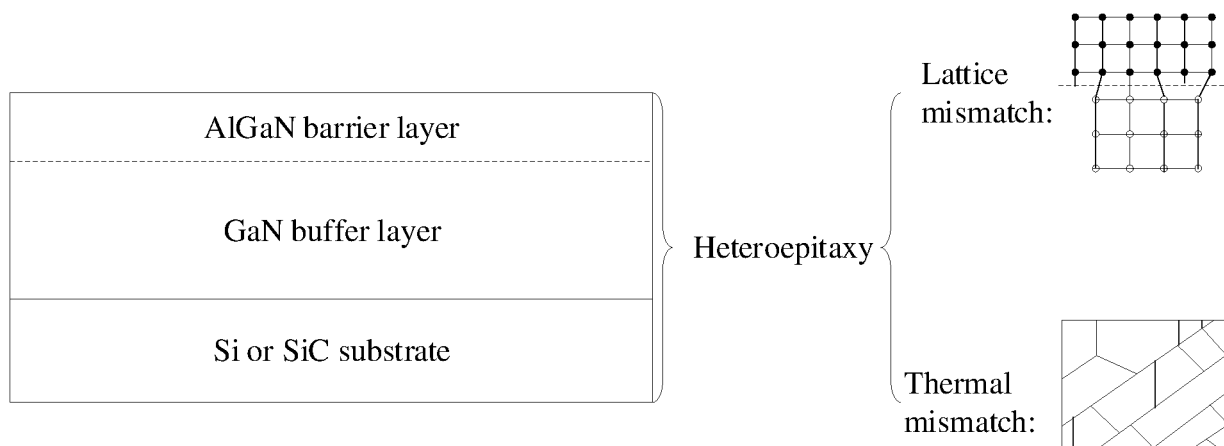 AlGaN barrier layer
GaN buffer layer
Si or SiC substrate
Heteroepitaxy
Lattice
mismatch:
Thermal
mismatch: